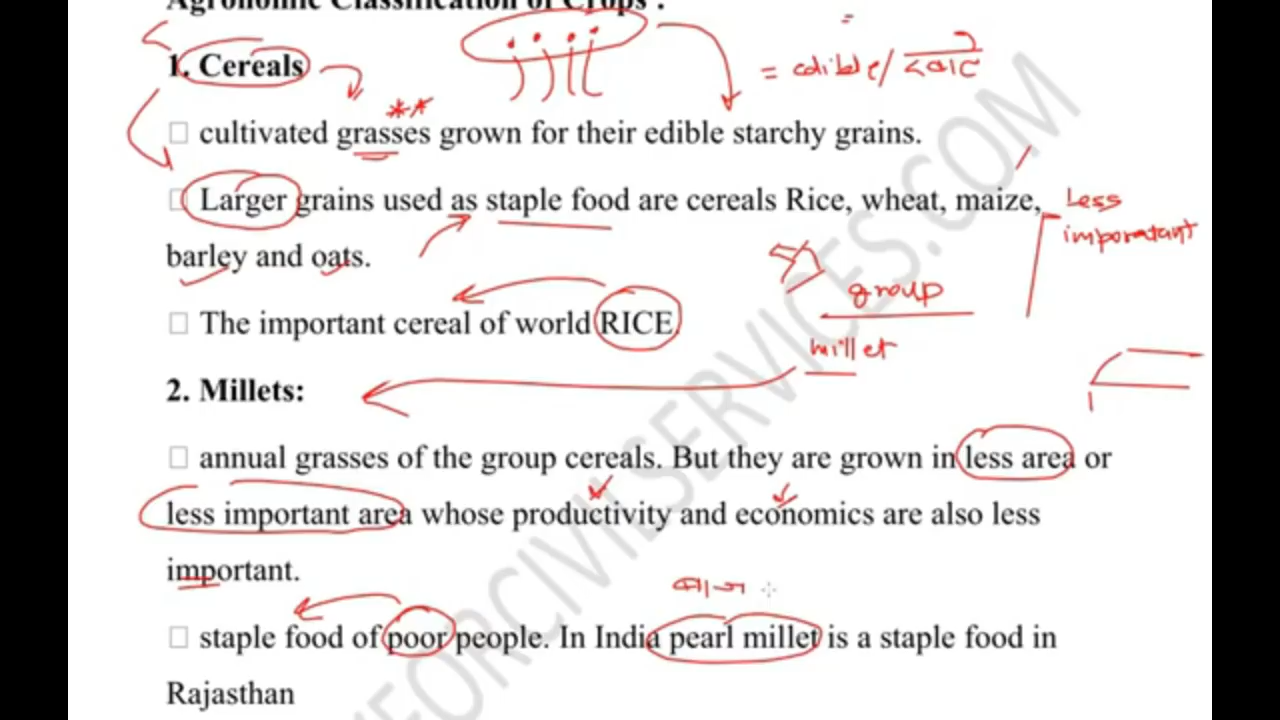 Agronomic Classification of Crops :
1. Cereals
= edible/
cultivated grasses grown for their edible starchy grains.
Larger grains used as staple food are cereals Rice, wheat, maize,
barley and oats.
Less
imporatant
group
The important cereal of world RICE.
millet
2. Millets:
annual grasses of the group cereals. But they are grown in less area or
less important area whose productivity and economics are also less
important.
staple food of poor people. In India pearl millet is a staple food in
Rajasthan
FORCIVILSERVICES.COM